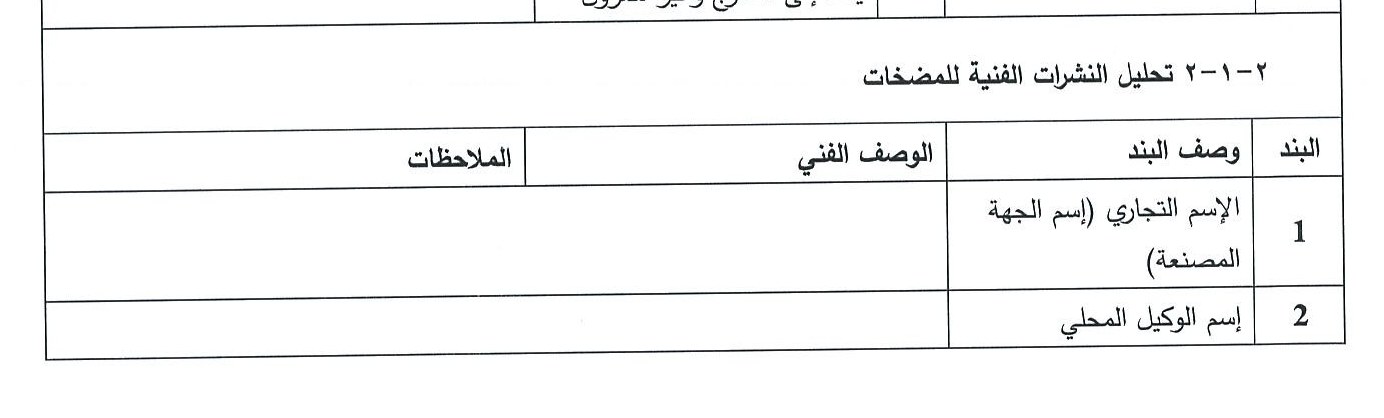 ٢-١-٢ تحليل النشرات الفنية للمضخات
البند وصف البند الوصف الفني الملاحظات
1 الإسم التجاري (إسم الجهة
المصنعة)
2 إسم الوكيل المحلي